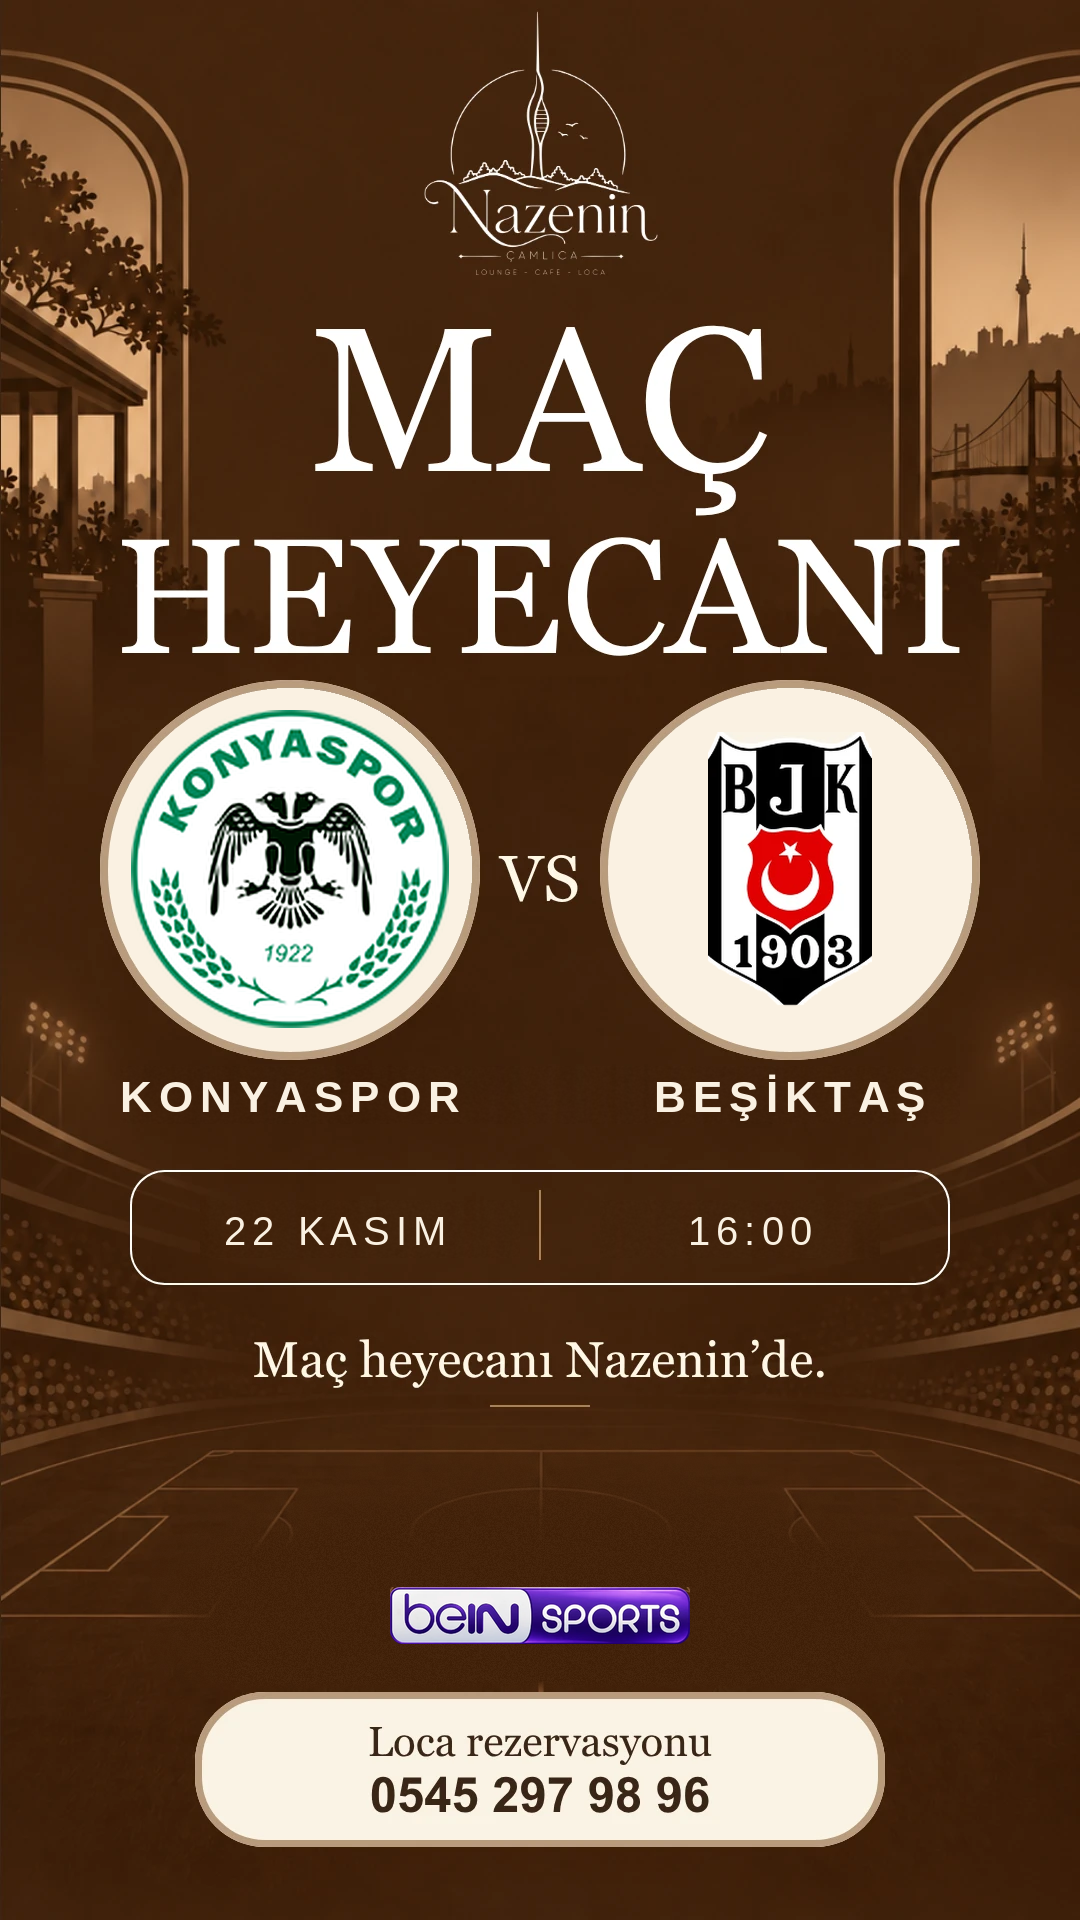 Nazenin
ÇAMLICA
LOUNGE - CAFE - LOCA
MAÇ
HEYECANI
KONYASPOR
1922
VS
BJK
1903
KONYASPOR
BEŞİKTAŞ
22 KASIM
16:00
Maç heyecanı Nazenin’de.
beIN SPORTS
Loca rezervasyonu
0545 297 98 96